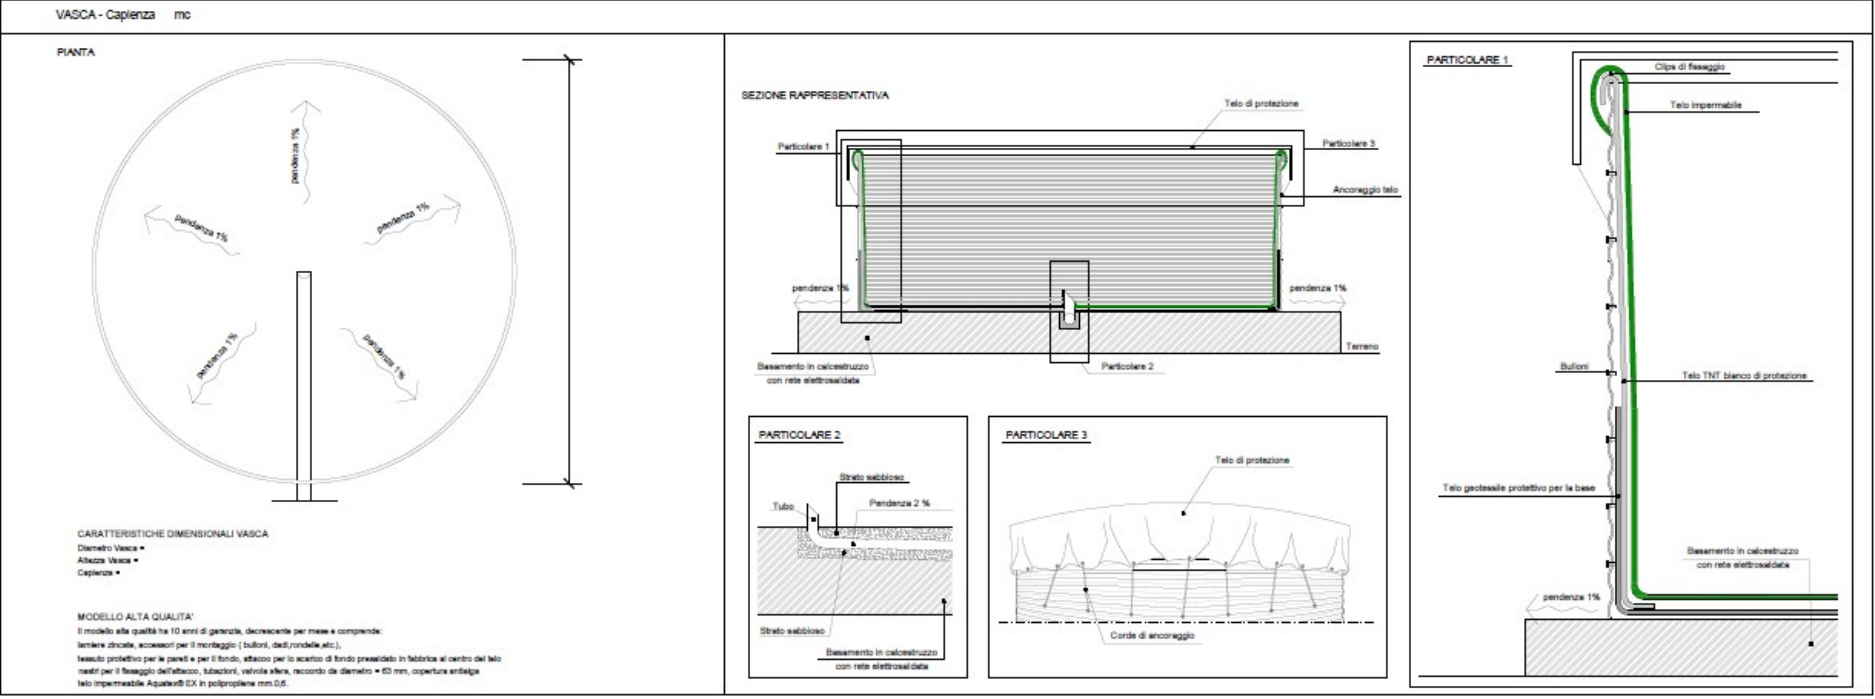 VASCA - Capienza mc
PIANTA
pendenza 1%
pendenza 1%
pendenza 1%
pendenza 1%
pendenza 1%
CARATTERISTICHE DIMENSIONALI VASCA
Diametro Vasca =
Altezza Vasca =
Capienza =
MODELLO ALTA QUALITA'
Il modello alta qualità ha 10 anni di garanzia, decrescente per mese e comprende:
lamiere zincate, accessori per il montaggio ( bulloni, dadi,rondelle,etc.),
tessuto protettivo per le pareti e per il fondo, attacco per lo scarico di fondo presaldato in fabbrica al centro del telo
nastri per il fissaggio dell'attacco, tubazioni, valvola sfera, raccordo da diametro = 63 mm, copertura antialga
telo impermeabile Aquatex® EX in polipropilene mm.0,6.
SEZIONE RAPPRESENTATIVA
Telo di protezione
Particolare 1
Particolare 3
Ancoraggio telo
pendenza 1%
pendenza 1%
Terreno
Basamento in calcestruzzo
con rete elettrosaldata
Particolare 2
PARTICOLARE 2
Strato sabbioso
Tubo
Pendenza 2 %
Strato sabbioso
Basamento in calcestruzzo
con rete elettrosaldata
PARTICOLARE 3
Telo di protezione
Corde di ancoraggio
PARTICOLARE 1
Clips di fissaggio
Telo impermabile
Bulloni
Telo TNT bianco di protezione
Telo geotessile protettivo per la base
Basamento in calcestruzzo
con rete elettrosaldata
pendenza 1%